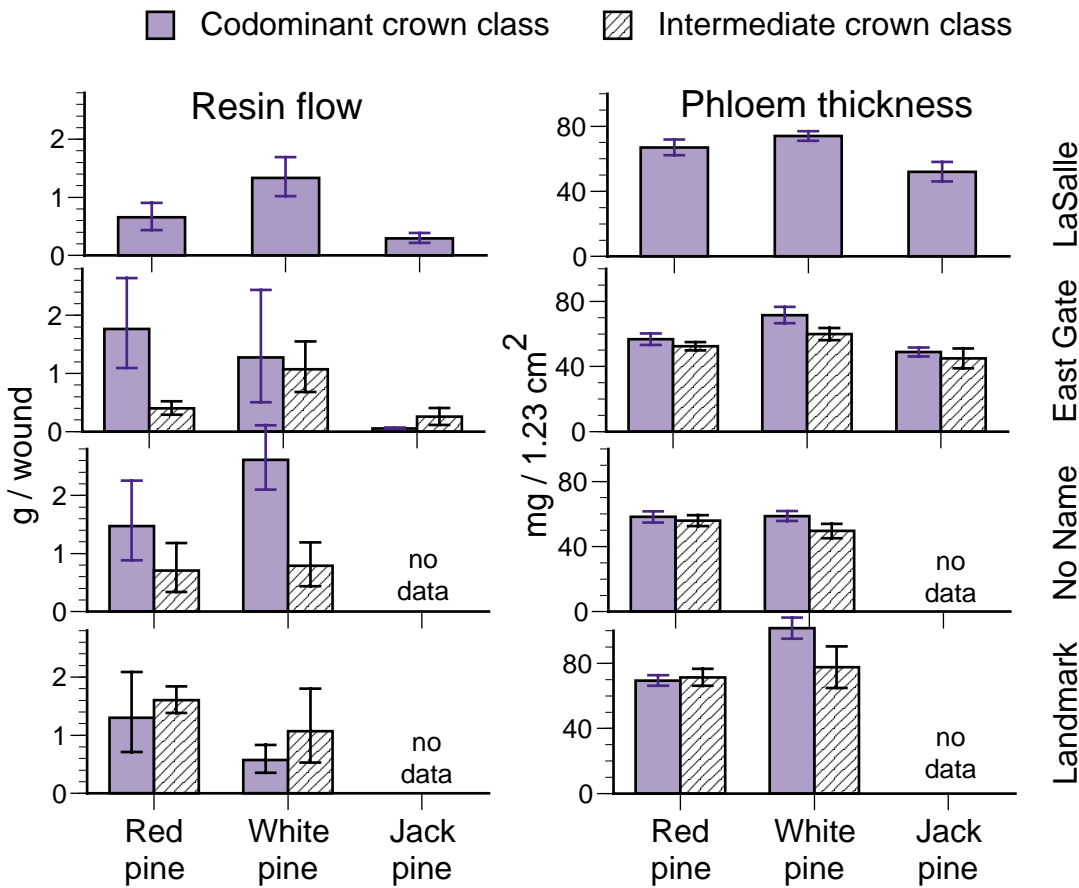 Codominant crown class
Intermediate crown class
Resin flow
Phloem thickness
2
1
0
80
40
0
LaSalle
2
1
0
80
40
0
East Gate
g / wound
mg / 1.23 cm²
2
1
0
no
data
80
40
0
no
data
No Name
2
1
0
no
data
80
40
0
no
data
Landmark
Red
pine
White
pine
Jack
pine
Red
pine
White
pine
Jack
pine